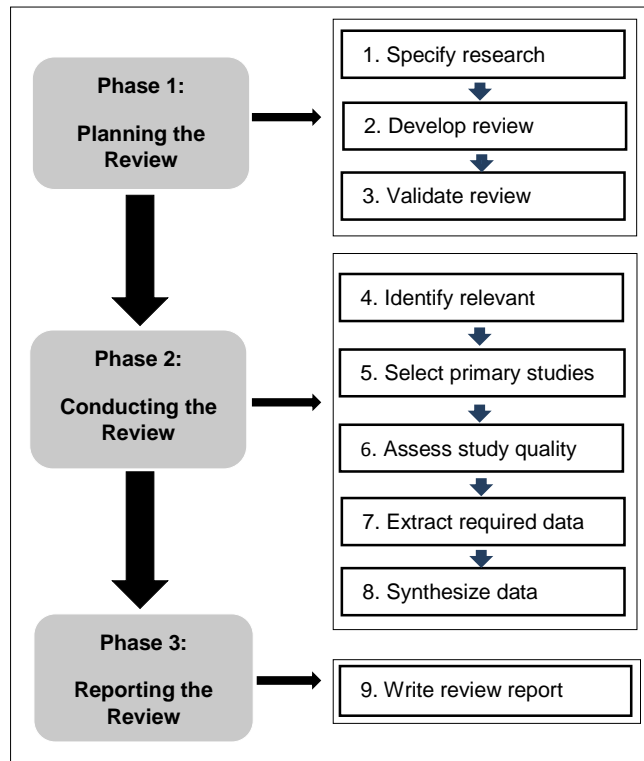 Phase 1:
Planning the
Review
1. Specify research
2. Develop review
3. Validate review
Phase 2:
Conducting the
Review
4. Identify relevant
5. Select primary studies
6. Assess study quality
7. Extract required data
8. Synthesize data
Phase 3:
Reporting the
Review
9. Write review report